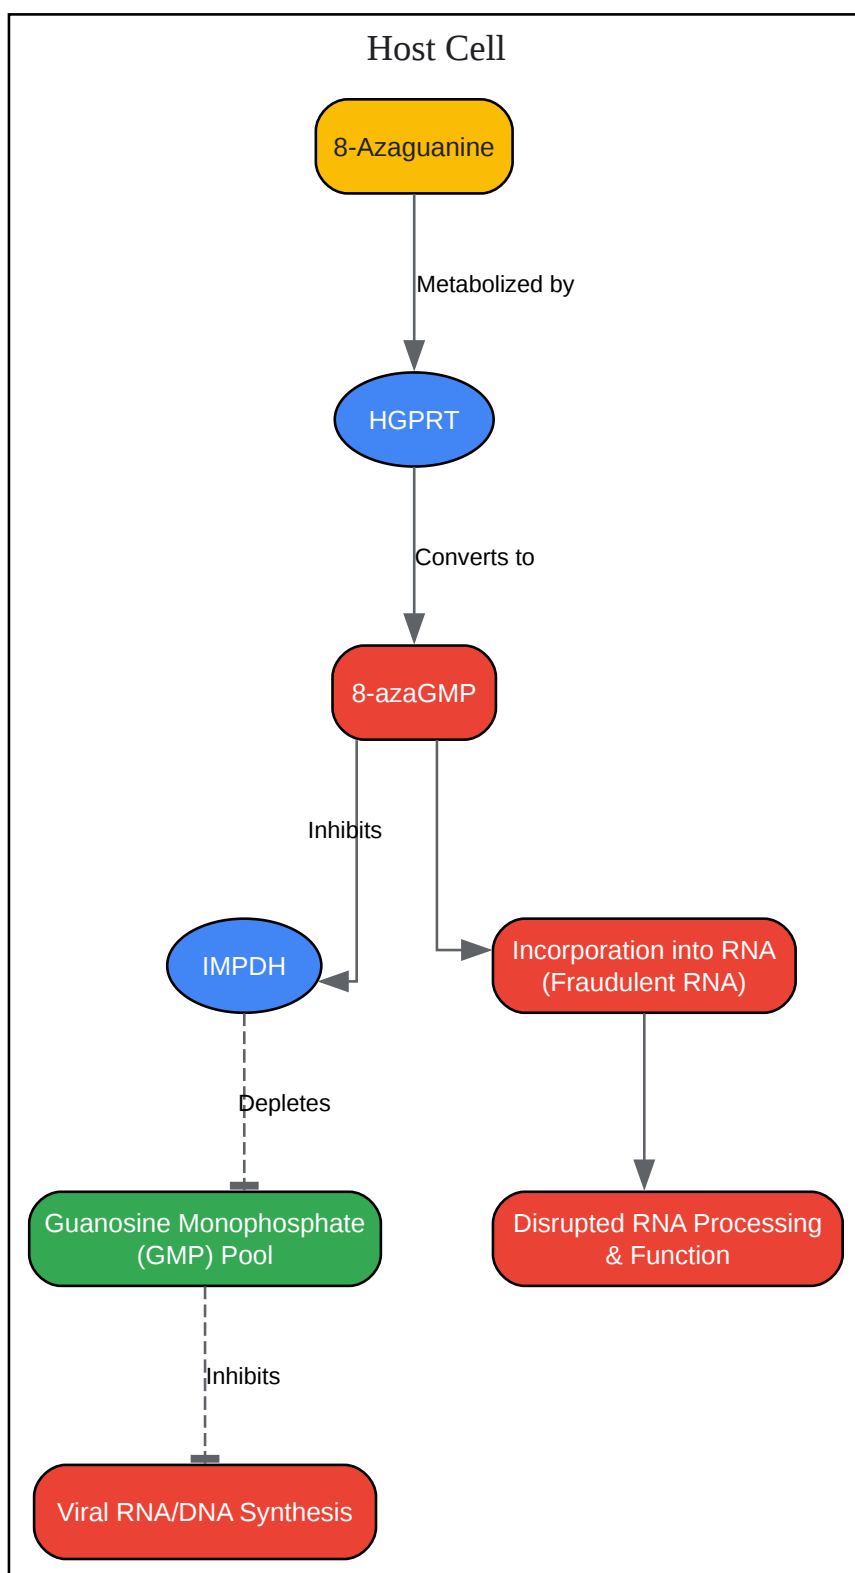 Host Cell
8-Azaguanine
Metabolized by
HGPRT
Converts to
8-azaGMP
Inhibits
IMPDH
Incorporation into RNA
(Fraudulent RNA)
Depletes
Guanosine Monophosphate
(GMP) Pool
Disrupted RNA Processing
& Function
Inhibits
Viral RNA/DNA Synthesis